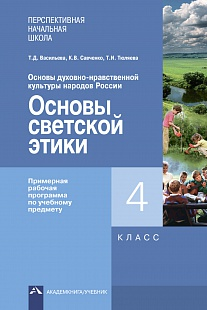 ПЕРСПЕКТИВНАЯ
НАЧАЛЬНАЯ
ШКОЛА
Т.Д. Васильева, К.В. Савченко, Т.И. Тюляева
Основы духовно-нравственной
культуры народов России
Основы
светской
этики
Примерная
рабочая
программа
по учебному
предмету
4
КЛАСС
АКАДЕМКНИГА/УЧЕБНИК